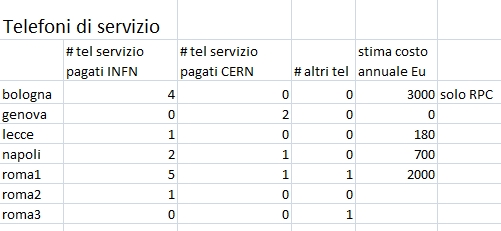 Telefoni di servizio
# tel servizio pagati INFN # tel servizio pagati CERN # altri tel stima costo annuale Eu
bologna 4 0 0 3000 solo RPC
genova 0 2 0 0
lecce 1 0 0 180
napoli 2 1 0 700
roma1 5 1 1 2000
roma2 1 0 0
roma3 0 0 1